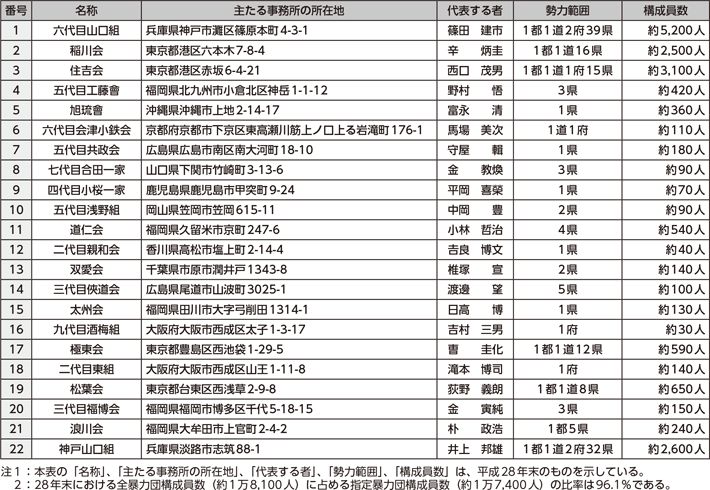 番号 名称 主たる事務所の所在地 代表する者 勢力範囲 構成員数
1 六代目山口組 兵庫県神戸市灘区篠原本町4-3-1 篠田 建市 1都1道2府39県 約5,200人
2 稲川会 東京都港区六本木7-8-4 辛 炳圭 1都1道16県 約2,500人
3 住吉会 東京都港区赤坂6-4-21 西口 茂男 1都1道1府15県 約3,100人
4 五代目工藤會 福岡県北九州市小倉北区神岳1-1-12 野村 悟 3県 約420人
5 旭琉會 沖縄県沖縄市上地2-14-17 富永 清 1県 約360人
6 六代目会津小鉄会 京都府京都市下京区東高瀬川筋上ノ口上る岩滝町176-1 馬場 美次 1道1府 約110人
7 五代目共政会 広島県広島市南区南大河町18-10 守屋 輯 1県 約180人
8 七代目合田一家 山口県下関市竹崎町3-13-6 金 教煥 3県 約90人
9 四代目小桜一家 鹿児島県鹿児島市甲突町9-24 平岡 喜榮 1県 約70人
10 五代目浅野組 岡山県笠岡市笠岡615-11 中岡 豊 2県 約90人
11 道仁会 福岡県久留米市京町247-6 小林 哲治 4県 約540人
12 二代目親和会 香川県高松市塩上町2-14-4 吉良 博文 1県 約40人
13 双愛会 千葉県市原市潤井戸1343-8 椎塚 宣 2県 約140人
14 三代目俠道会 広島県尾道市山波町3025-1 渡邊 望 5県 約100人
15 太州会 福岡県田川市大字弓削田1314-1 日高 博 1県 約130人
16 九代目酒梅組 大阪府大阪市西成区太子1-3-17 吉村 三男 1府 約30人
17 極東会 東京都豊島区西池袋1-29-5 曺 圭化 1都1道12県 約590人
18 二代目東組 大阪府大阪市西成区山王1-11-8 滝本 博司 1府 約140人
19 松葉会 東京都台東区西浅草2-9-8 荻野 義朗 1都1道8県 約650人
20 三代目福博会 福岡県福岡市博多区千代5-18-15 金 寅純 3県 約150人
21 浪川会 福岡県大牟田市上官町2-4-2 朴 政浩 1都5県 約240人
22 神戸山口組 兵庫県淡路市志筑88-1 井上 邦雄 1都1道2府32県 約2,600人
注1：本表の「名称」、「主たる事務所の所在地」、「代表する者」、「勢力範囲」、「構成員数」は、平成28年末のものを示している。
2：28年末における全暴力団構成員数（約1万8,100人）に占める指定暴力団構成員数（約1万7,400人）の比率は96.1％である。